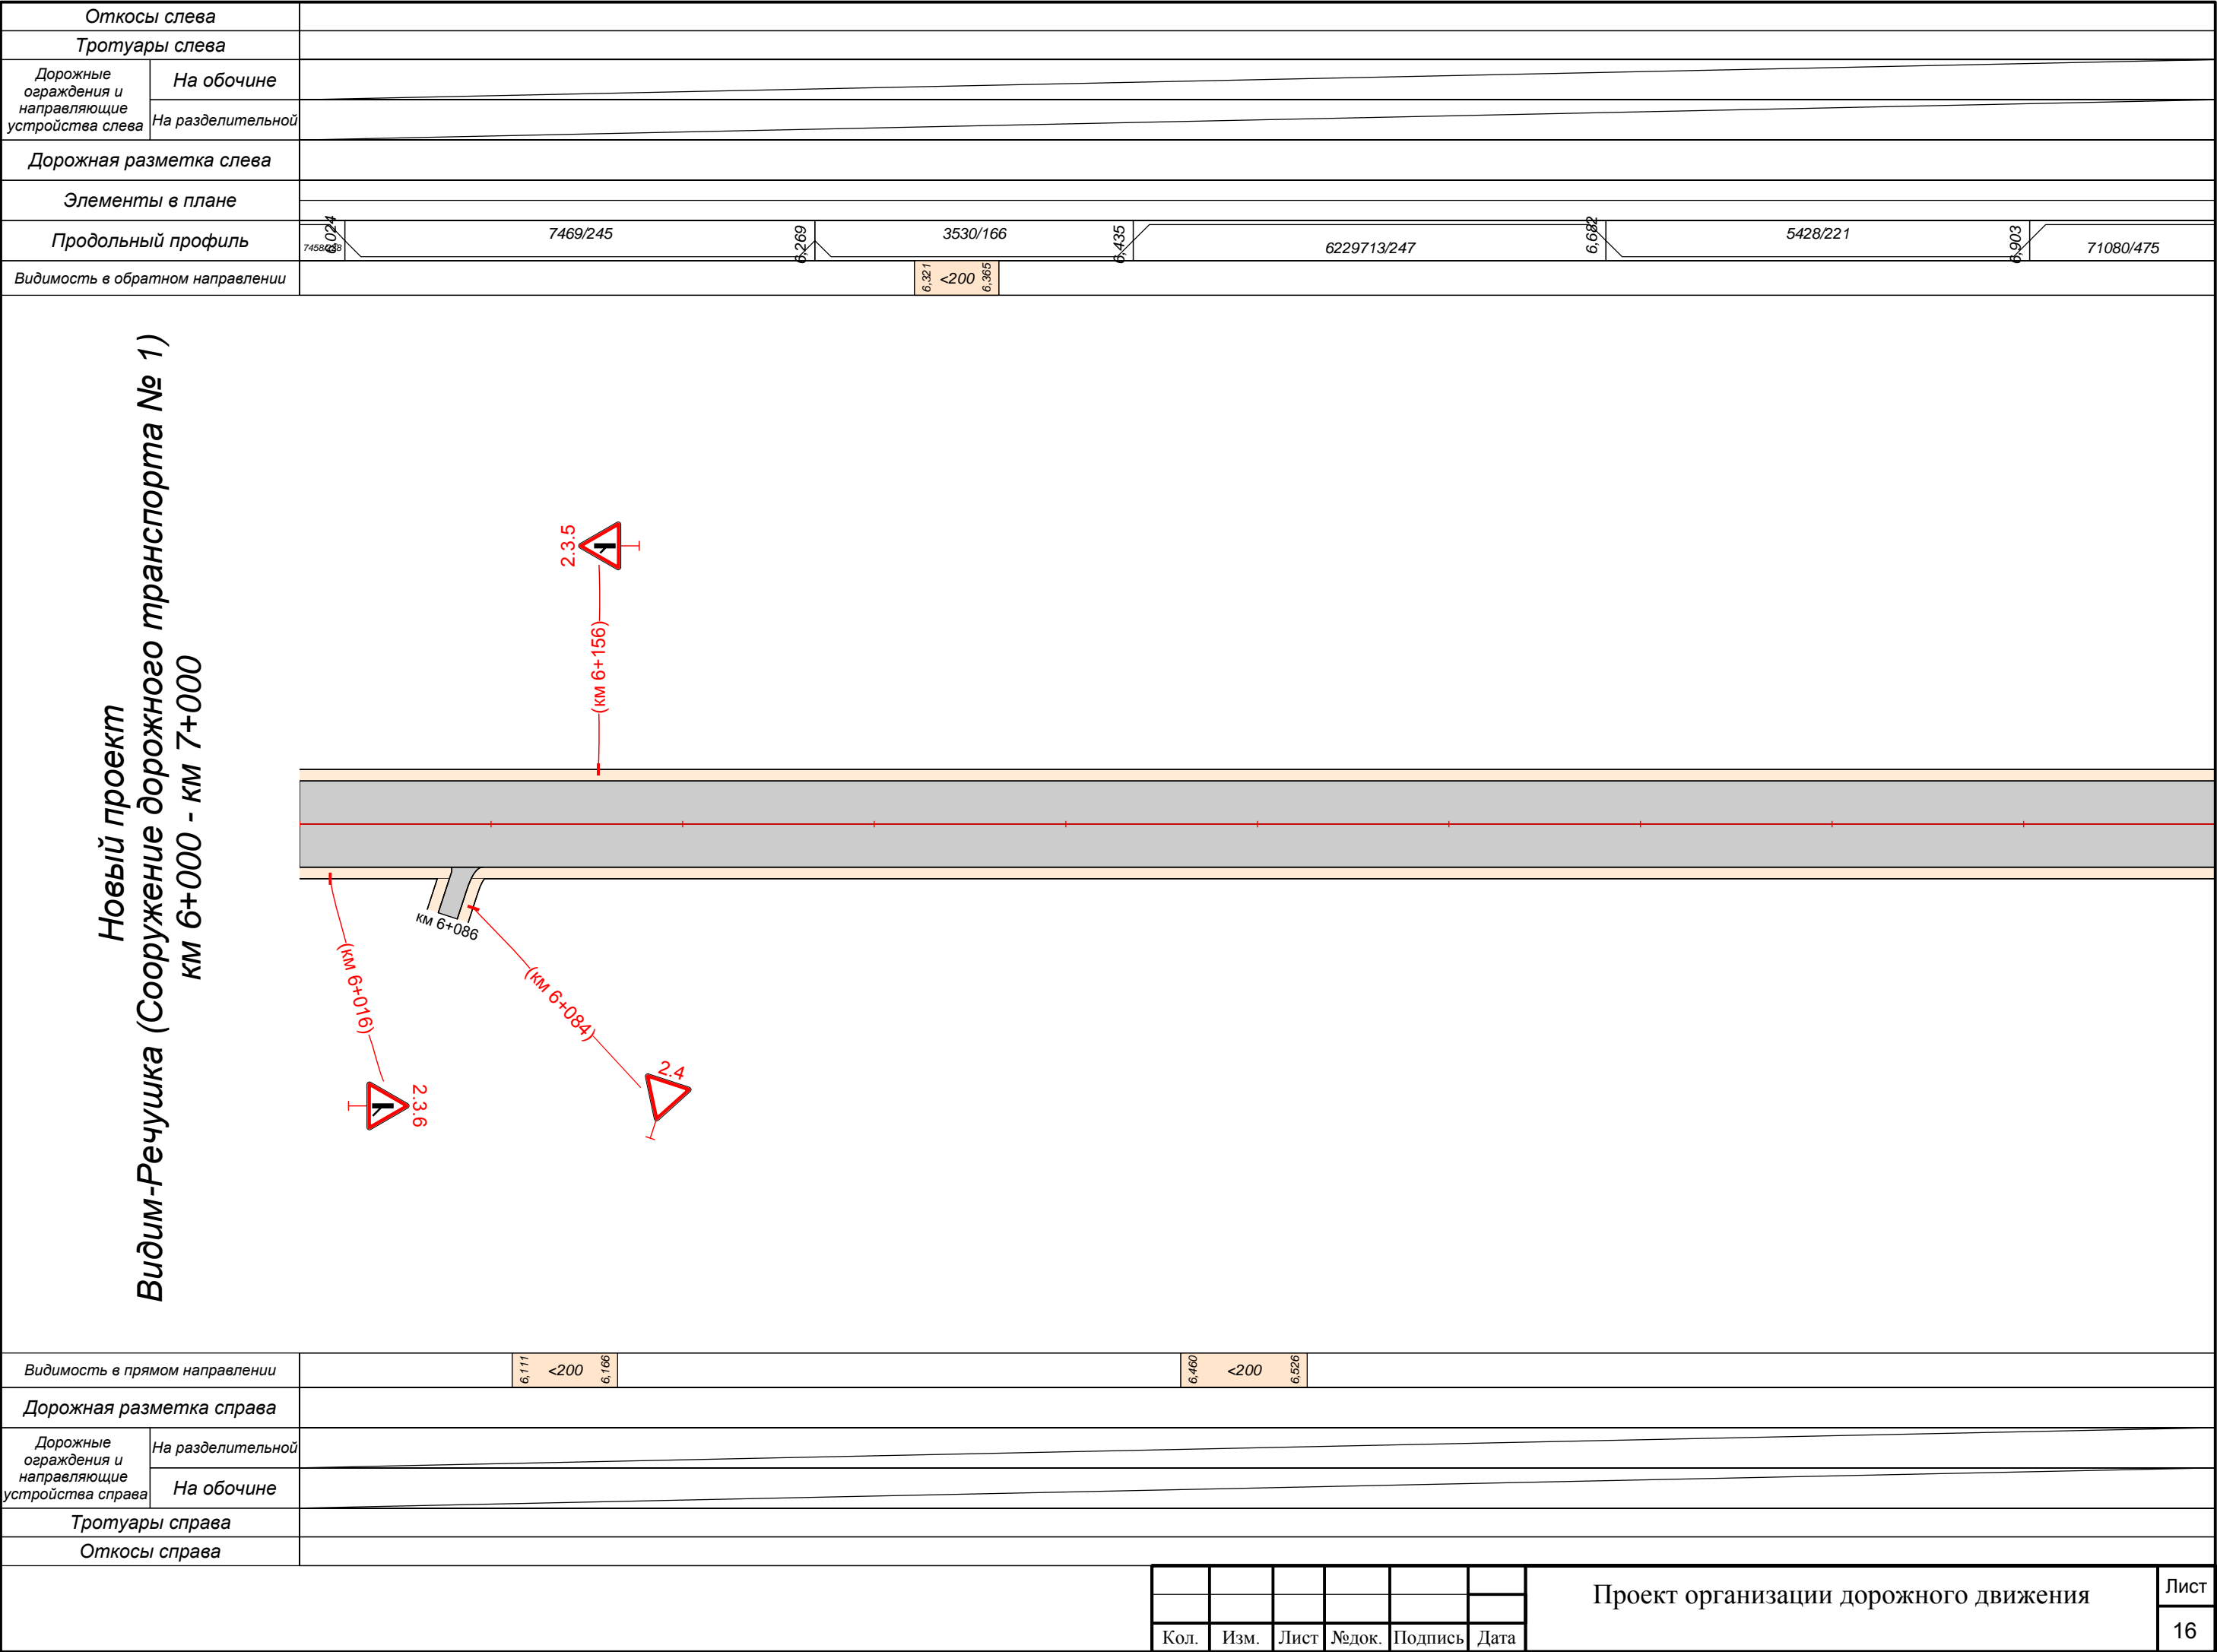 Откосы слева
Тротуары слева
Дорожные
ограждения и
направляющие
устройства слева
На обочине
На разделительной
Дорожная разметка слева
Элементы в плане
Продольный профиль
6,024
7469/245
6,269
3530/166
6,435
6229713/247
6,682
5428/221
6,903
71080/475
Видимость в обратном направлении
6,321 <200 6,365
Новый проект
Видим-Речушка (Сооружение дорожного транспорта № 1)
км 6+000 - км 7+000
2.3.5
(км 6+156)
км 6+086
(км 6+016)
2.3.6
(км 6+084)
2.4
Видимость в прямом направлении
6,111 <200 6,166
6,460 <200 6,526
Дорожная разметка справа
Дорожные
ограждения и
направляющие
устройства справа
На разделительной
На обочине
Тротуары справа
Откосы справа
Кол. Изм. Лист №док. Подпись Дата
Проект организации дорожного движения
Лист
16